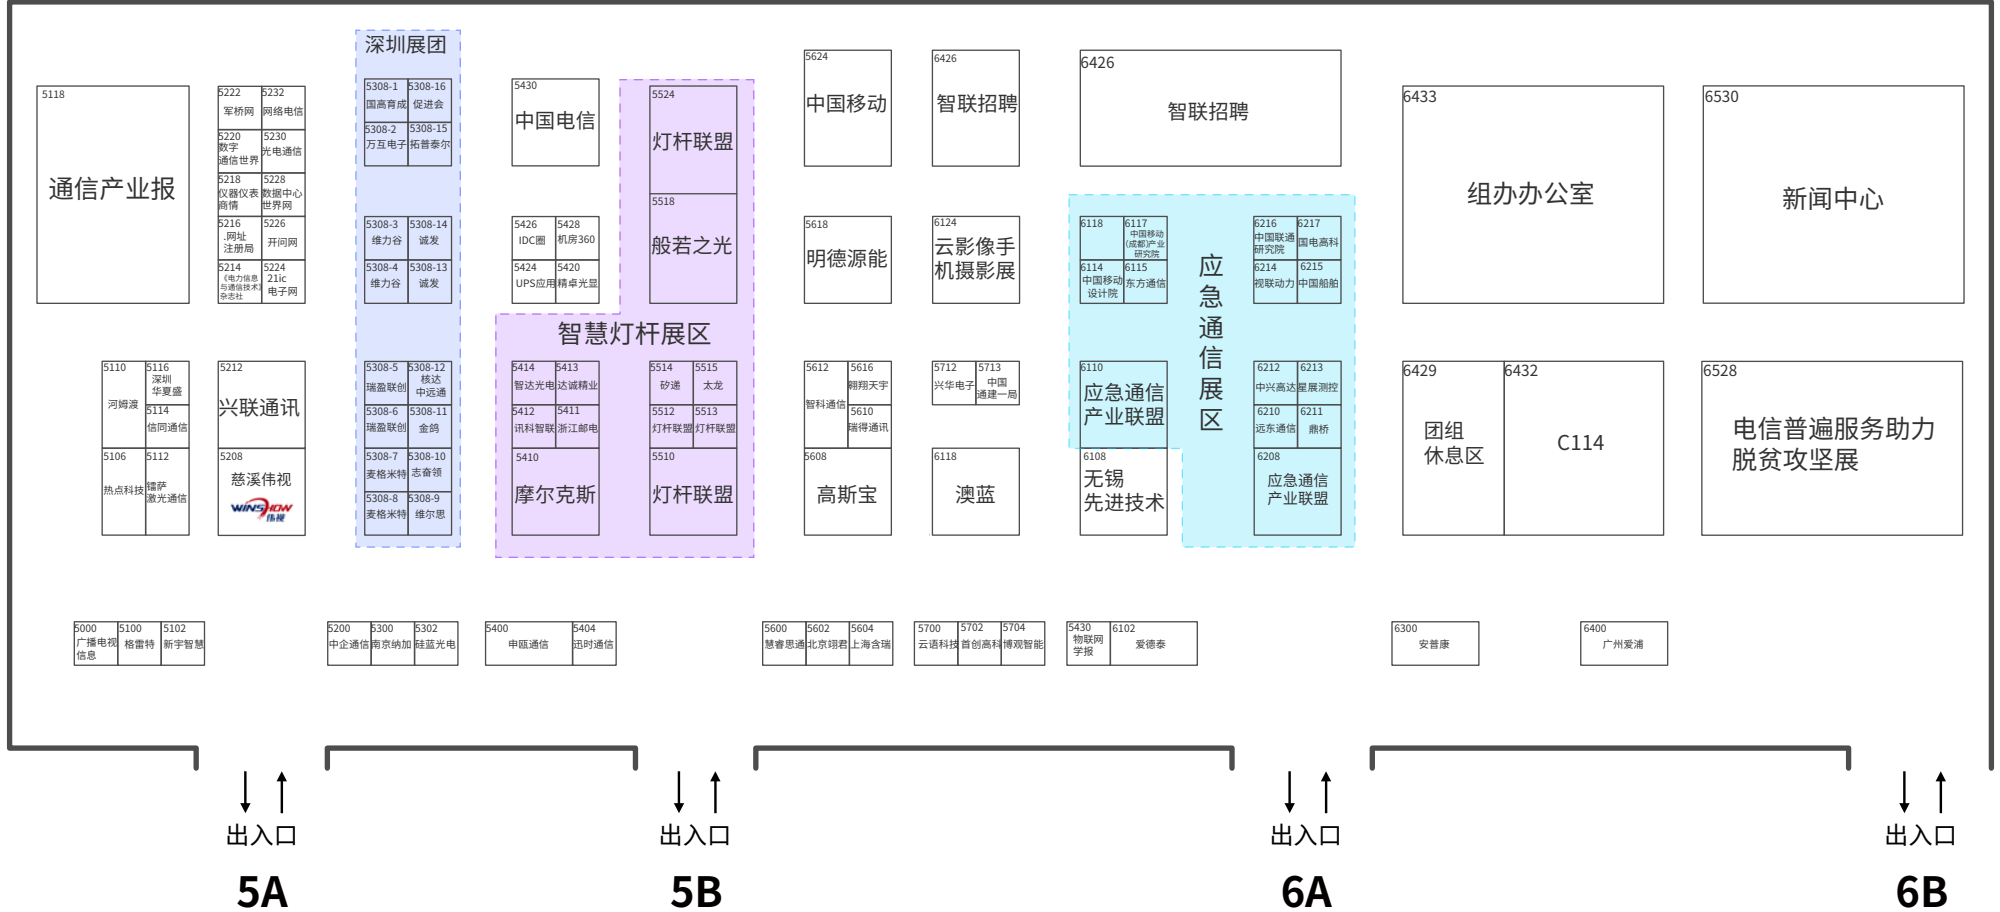 5118
通信产业报
5222
军桥网
5232
网络电信
5220
数字
通信世界
5230
光电通信
5218
仪器仪表
商情
5228
数据中心
世界网
5216
.网址
注册局
5226
开问网
5214
《电力信息
与通信技术》
杂志社
5224
21ic
电子网
5110
河姆渡
5116
深圳
华夏盛
5114
信同通信
5106
热点科技
5112
镭萨
激光通信
5212
兴联通讯
5208
慈溪伟视
WINSHOW
伟视
深圳展团
5308-1
国高育成
5308-16
促进会
5308-2
万互电子
5308-15
拓普泰尔
5308-3
维力谷
5308-14
诚发
5308-4
维力谷
5308-13
诚发
5308-5
瑞盈联创
5308-12
核达
中远通
5308-6
瑞盈联创
5308-11
金鸽
5308-7
麦格米特
5308-10
志奋领
5308-8
麦格米特
5308-9
维尔思
5430
中国电信
5426
IDC圈
5428
机房360
5424
UPS应用
5420
精卓光显
5524
灯杆联盟
5518
般若之光
智慧灯杆展区
5414
智达光电
5413
达诚精业
5412
讯科智联
5411
浙江邮电
5410
摩尔克斯
5514
矽递
5515
太龙
5512
灯杆联盟
5513
灯杆联盟
5510
灯杆联盟
5624
中国移动
5618
明德源能
5612
智科通信
5616
翱翔天宇
5610
瑞得通讯
5608
高斯宝
6426
智联招聘
6124
云影像手
机摄影展
5712
兴华电子
5713
中国
通建一局
6118
澳蓝
6426
智联招聘
应急通信展区
6118
6117
中国移动
(成都)产业
研究院
6114
中国移动
设计院
6115
东方通信
6216
中国联通
研究院
6217
国电高科
6214
视联动力
6215
中国船舶
6110
应急通信
产业联盟
6108
无锡
先进技术
6212
中兴高达
6213
星展测控
6210
远东通信
6211
鼎桥
6208
应急通信
产业联盟
6433
组办办公室
6530
新闻中心
6429
团组
休息区
6432
C114
6528
电信普遍服务助力
脱贫攻坚展
5000
广播电视
信息
5100
格雷特
5102
新宇智慧
5200
中企通信
5300
南京纳加
5302
硅蓝光电
5400
申瓯通信
5404
迅时通信
5600
慧睿思通
5602
北京翊君
5604
上海含瑞
5700
云语科技
5702
首创高科
5704
博观智能
5430
物联网
学报
6102
爱德泰
6300
安普康
6400
广州爱浦
出入口
5A
出入口
5B
出入口
6A
出入口
6B